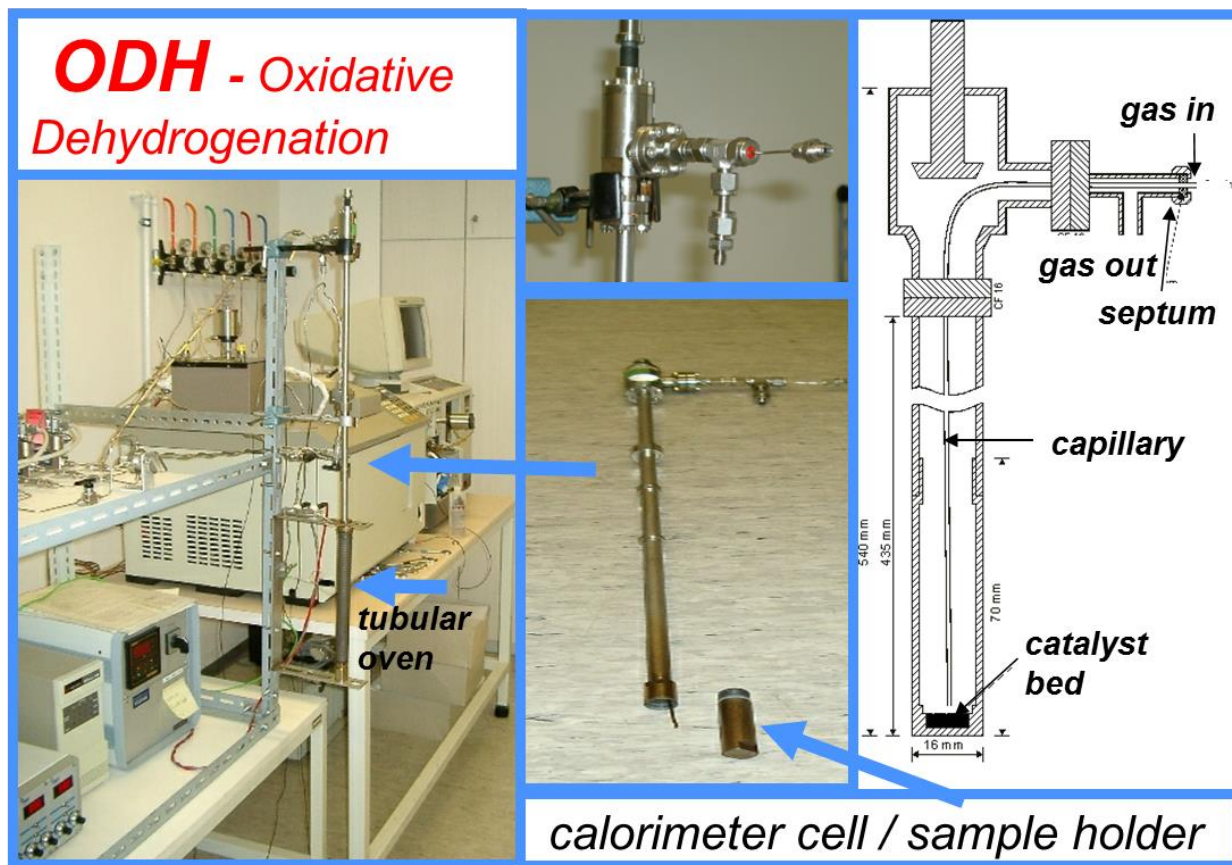 ODH - Oxidative
Dehydrogenation
tubular
oven
gas in
gas out
septum
CF 16
capillary
540 mm
435 mm
70 mm
catalyst
bed
16 mm
calorimeter cell / sample holder